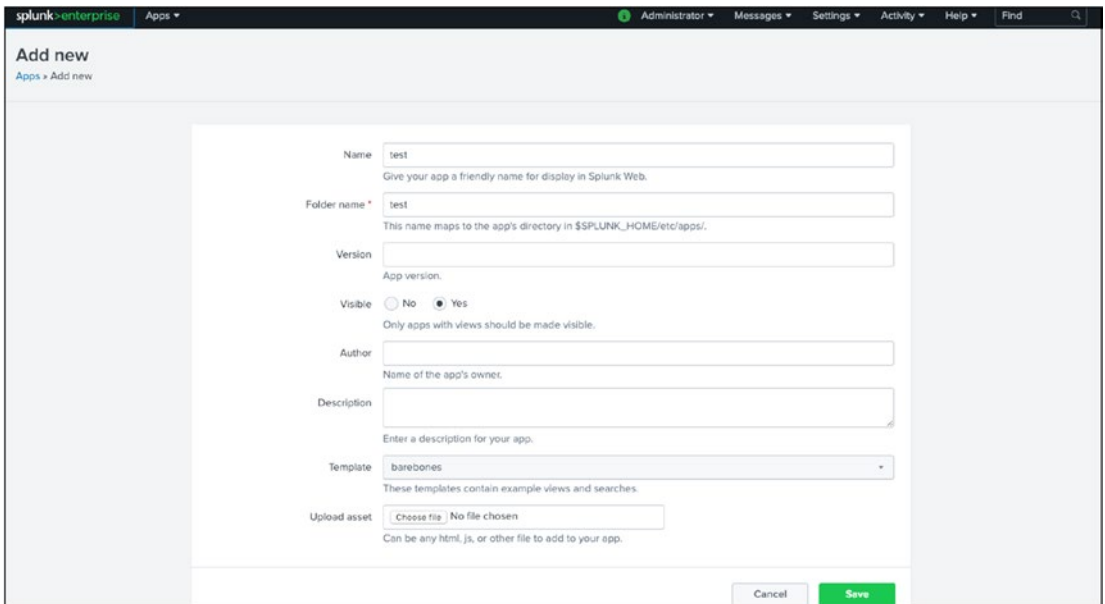 splunk>enterprise Apps ▾ i Administrator ▾ Messages ▾ Settings ▾ Activity ▾ Help ▾ Find
Add new
Apps » Add new
Name test
Give your app a friendly name for display in Splunk Web.
Folder name * test
This name maps to the app's directory in $SPLUNK_HOME/etc/apps/.
Version
App version.
Visible No Yes
Only apps with views should be made visible.
Author
Name of the app's owner.
Description
Enter a description for your app.
Template barebones
These templates contain example views and searches.
Upload asset Choose file No file chosen
Can be any html, js, or other file to add to your app.
Cancel Save